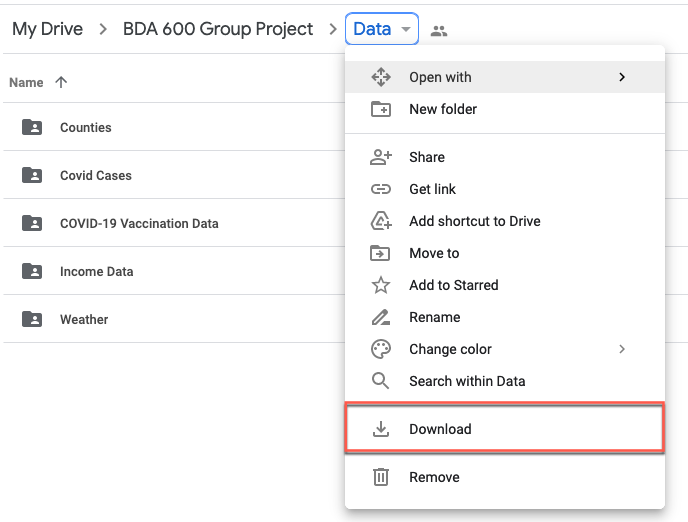 My Drive > BDA 600 Group Project > Data
Name
Counties
Covid Cases
COVID-19 Vaccination Data
Income Data
Weather
Open with
New folder
Share
Get link
Add shortcut to Drive
Move to
Add to Starred
Rename
Change color
Search within Data
Download
Remove